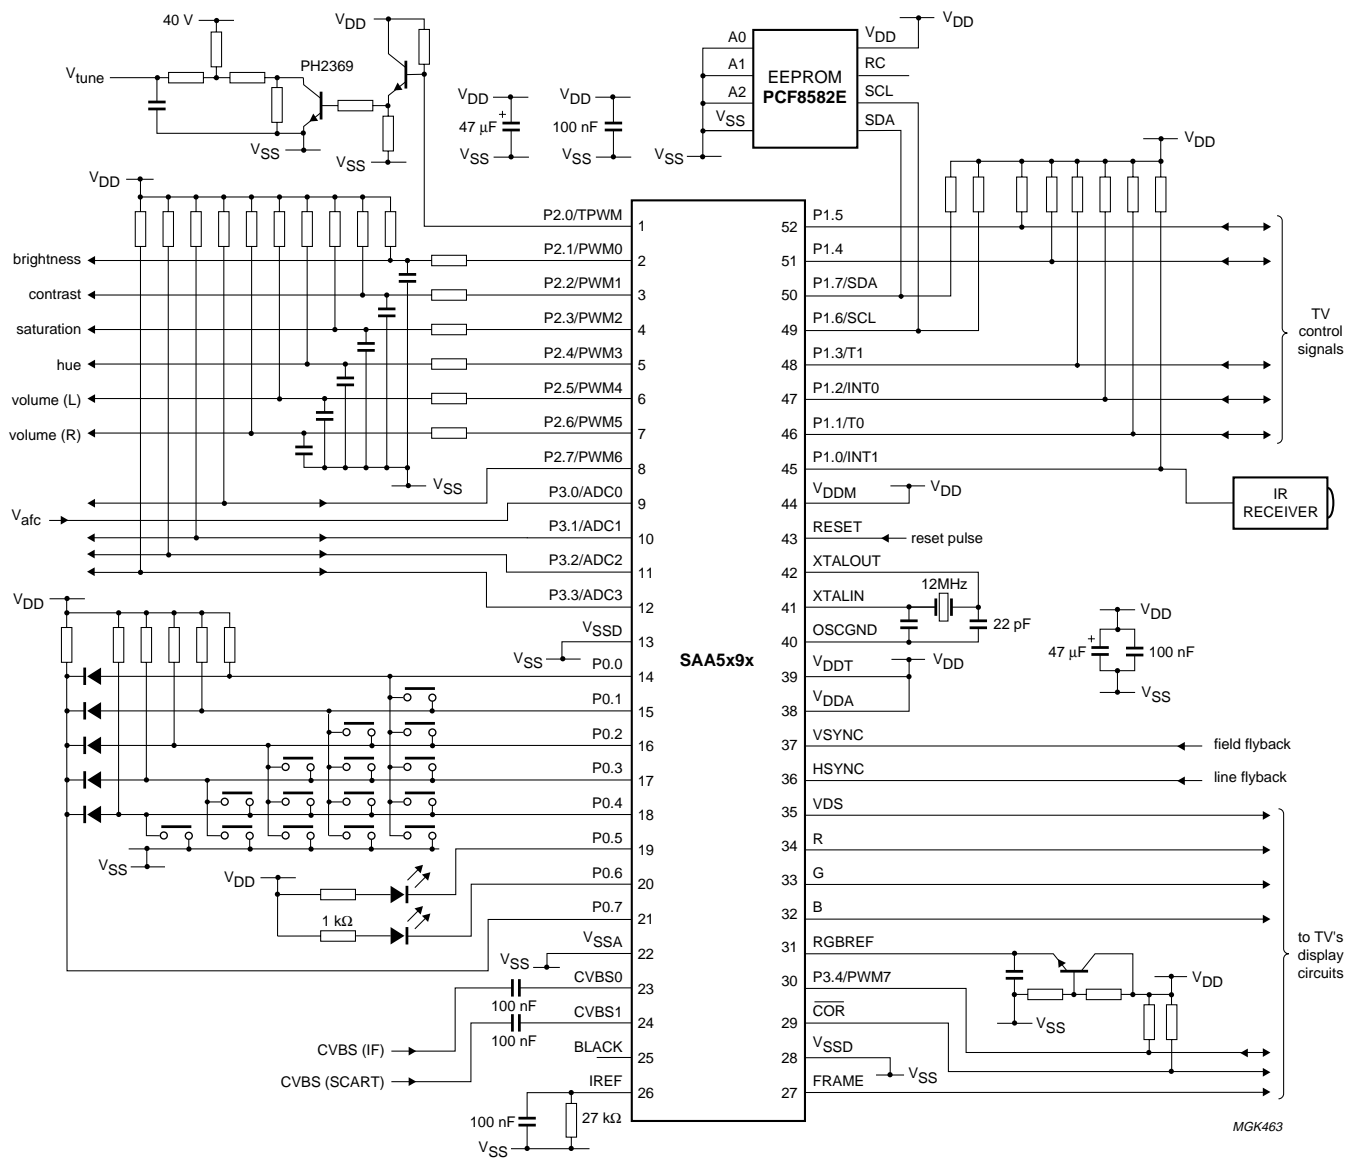 40 V
VDD
PH2369
Vtune
VSS
VSS
VDD
47 µF
+
VSS
VDD
100 nF
VSS
A0
A1
A2
VSS
VSS
EEPROM
PCF8582E
VDD
RC
SCL
SDA
VDD
VDD
VDD
brightness
contrast
saturation
hue
volume (L)
volume (R)
VSS
Vafc
P2.0/TPWM
1
P2.1/PWM0
2
P2.2/PWM1
3
P2.3/PWM2
4
P2.4/PWM3
5
P2.5/PWM4
6
P2.6/PWM5
7
P2.7/PWM6
8
P3.0/ADC0
9
P3.1/ADC1
10
P3.2/ADC2
11
P3.3/ADC3
12
VSSD
13
VSS
P0.0
14
P0.1
15
P0.2
16
P0.3
17
P0.4
18
P0.5
19
P0.6
20
P0.7
21
VSSA
22
VSS
CVBS0
23
CVBS1
24
BLACK
25
IREF
26
VDD
VSS
VDD
1 kΩ
100 nF
100 nF
CVBS (IF)
CVBS (SCART)
100 nF
27 kΩ
VSS
SAA5x9x
52
P1.5
51
P1.4
50
P1.7/SDA
49
P1.6/SCL
48
P1.3/T1
47
P1.2/INT0
46
P1.1/T0
45
P1.0/INT1
44
VDDM
VDD
43
RESET
reset pulse
42
XTALOUT
41
XTALIN
12MHz
40
OSCGND
22 pF
39
VDDT
VDD
38
VDDA
37
VSYNC
field flyback
36
HSYNC
line flyback
35
VDS
34
R
33
G
32
B
31
RGBREF
30
P3.4/PWM7
29
COR
28
VSSD
VSS
27
FRAME
TV
control
signals
IR
RECEIVER
VDD
+
47 µF
100 nF
VSS
VDD
VSS
to TV's
display
circuits
MGK463